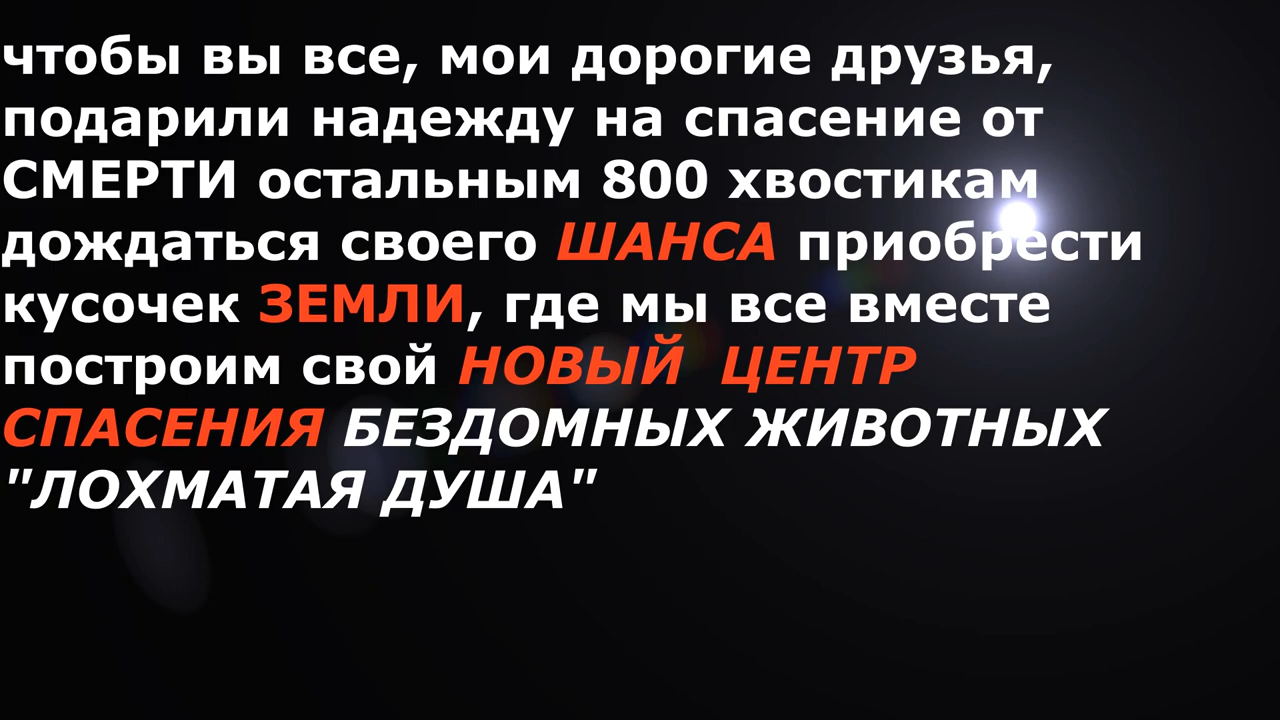 чтобы вы все, мои дорогие друзья,
подарили надежду на спасение от
СМЕРТИ остальным 800 хвостикам
дождаться своего ШАНСА приобрести
кусочек ЗЕМЛИ, где мы все вместе
построим свой НОВЫЙ  ЦЕНТР
СПАСЕНИЯ БЕЗДОМНЫХ ЖИВОТНЫХ
"ЛОХМАТАЯ ДУША"